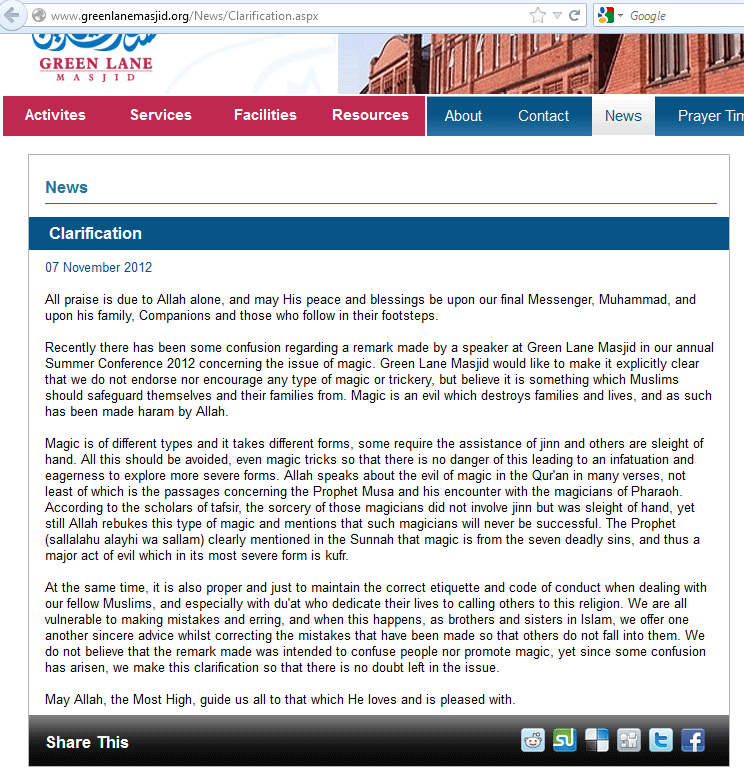 www.greenlanemasjid.org/News/Clarification.aspx
Google
GREEN LANE
MASJID
Activites Services Facilities Resources About Contact News Prayer
News
Clarification
07 November 2012
All praise is due to Allah alone, and may His peace and blessings be upon our final Messenger, Muhammad, and
upon his family, Companions and those who follow in their footsteps.
Recently there has been some confusion regarding a remark made by a speaker at Green Lane Masjid in our annual
Summer Conference 2012 concerning the issue of magic. Green Lane Masjid would like to make it explicitly clear
that we do not endorse nor encourage any type of magic or trickery, but believe it is something which Muslims
should safeguard themselves and their families from. Magic is an evil which destroys families and lives, and as such
has been made haram by Allah.
Magic is of different types and it takes different forms, some require the assistance of jinn and others are sleight of
hand. All this should be avoided, even magic tricks so that there is no danger of this leading to an infatuation and
eagerness to explore more severe forms. Allah speaks about the evil of magic in the Qur'an in many verses, not
least of which is the passages concerning the Prophet Musa and his encounter with the magicians of Pharaoh.
According to the scholars of tafsir, the sorcery of those magicians did not involve jinn but was sleight of hand, yet
still Allah rebukes this type of magic and mentions that such magicians will never be successful. The Prophet
(sallalahu alayhi wa sallam) clearly mentioned in the Sunnah that magic is from the seven deadly sins, and thus a
major act of evil which in its most severe form is kufr.
At the same time, it is also proper and just to maintain the correct etiquette and code of conduct when dealing with
our fellow Muslims, and especially with du'at who dedicate their lives to calling others to this religion. We are all
vulnerable to making mistakes and erring, and when this happens, as brothers and sisters in Islam, we offer one
another sincere advice whilst correcting the mistakes that have been made so that others do not fall into them. We
do not believe that the remark made was intended to confuse people nor promote magic, yet since some confusion
has arisen, we make this clarification so that there is no doubt left in the issue.
May Allah, the Most High, guide us all to that which He loves and is pleased with.
Share This